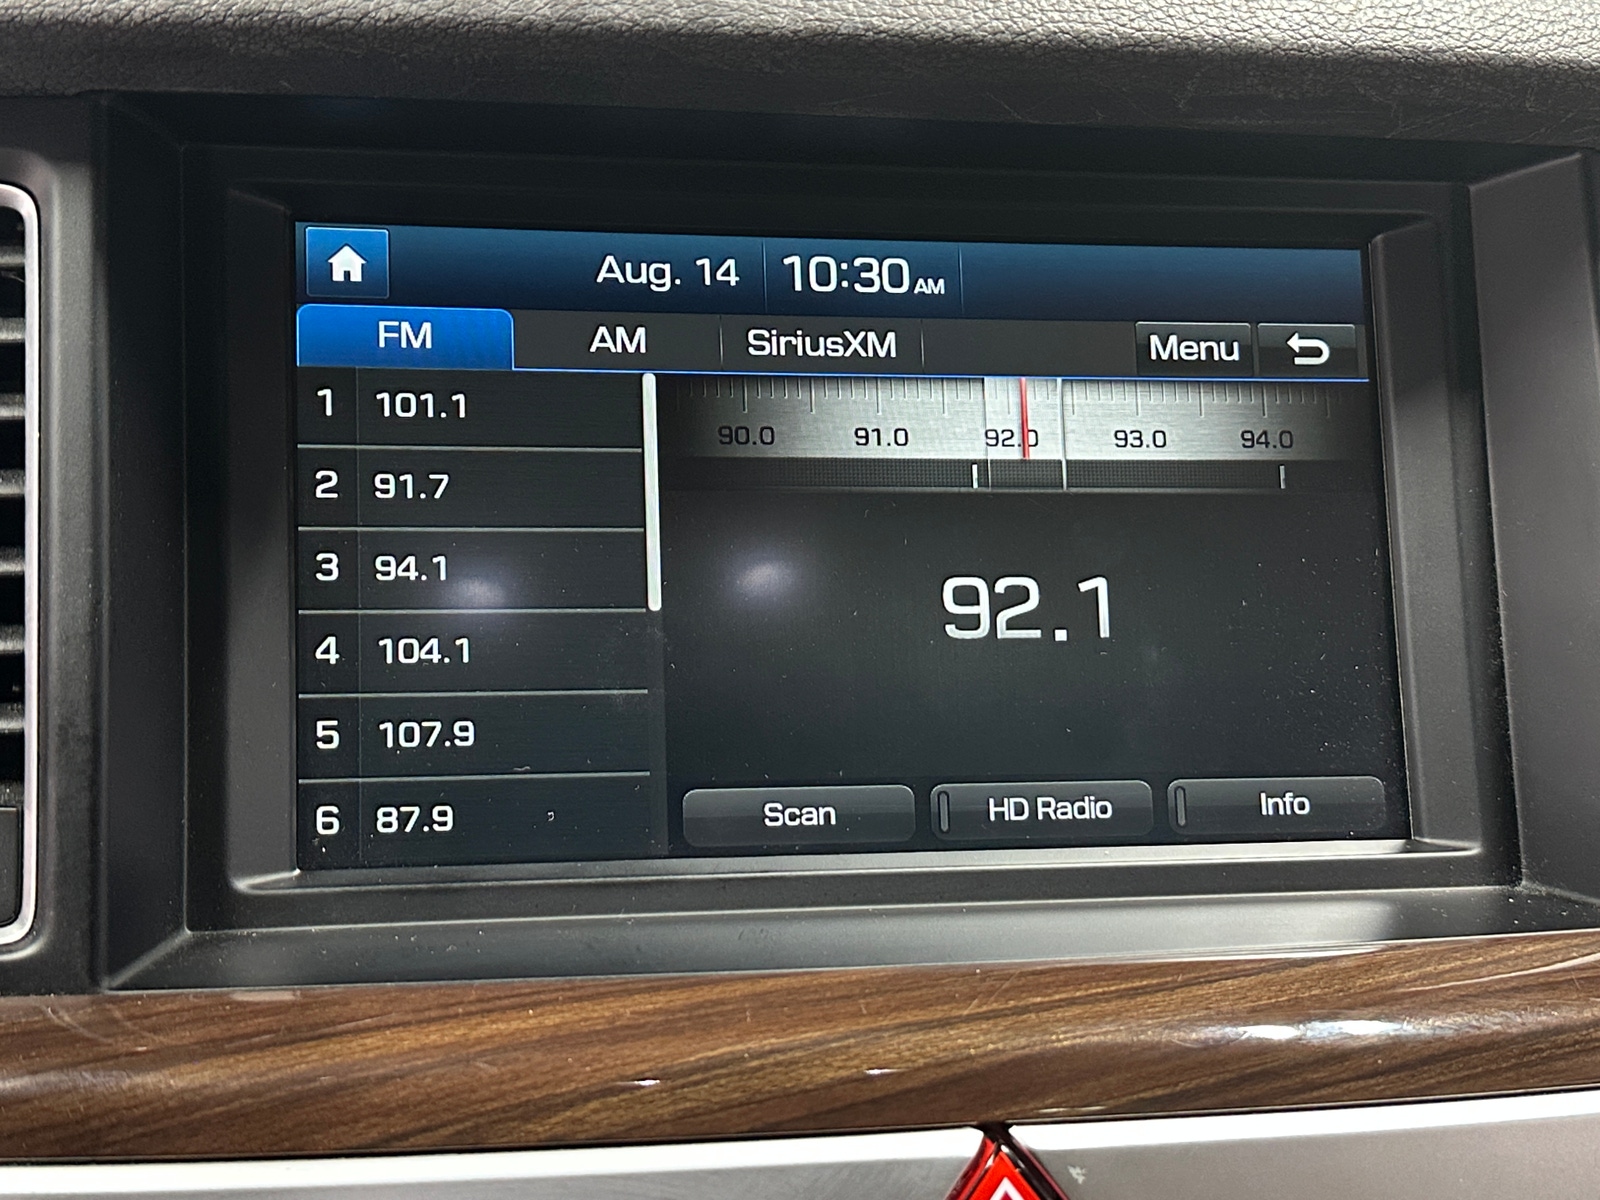 Aug. 14 10:30 AM
FM AM SiriusXM Menu
1 101.1
2 91.7
3 94.1
4 104.1
5 107.9
6 87.9
90.0 91.0 92.0 93.0 94.0
92.1
Scan HD Radio Info